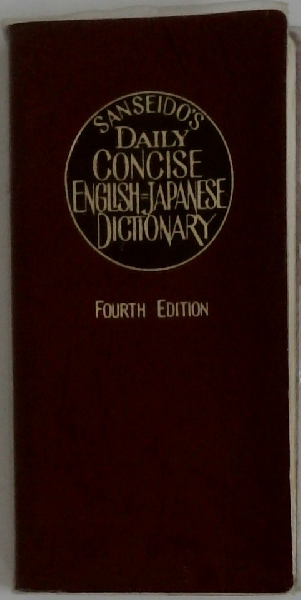 SANSEIDO'S
DAILY
CONCISE
ENGLISH=JAPANESE
DICTIONARY
FOURTH EDITION